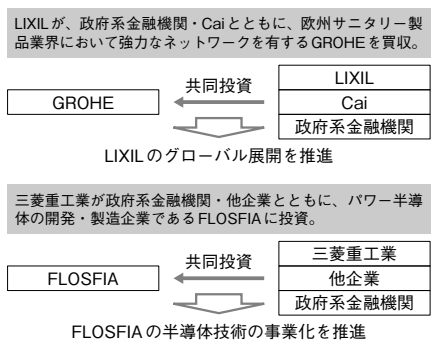 LIXILが、政府系金融機関・Caiとともに、欧州サニタリー製
品業界において強力なネットワークを有するGROHEを買収。
共同投資
GROHE
LIXIL
Cai
政府系金融機関
LIXILのグローバル展開を推進
三菱重工業が政府系金融機関・他企業とともに、パワー半導
体の開発・製造企業であるFLOSFIAに投資。
共同投資
FLOSFIA
三菱重工業
他企業
政府系金融機関
FLOSFIAの半導体技術の事業化を推進